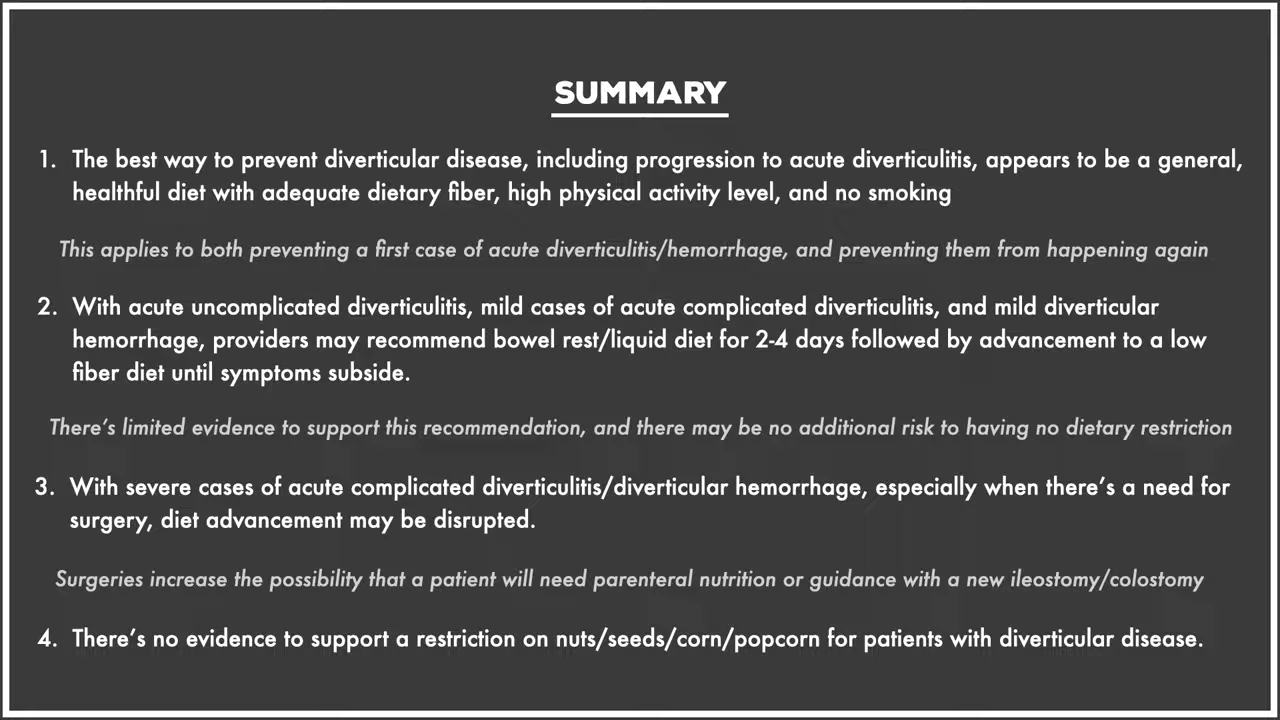 SUMMARY
1. The best way to prevent diverticular disease, including progression to acute diverticulitis, appears to be a general,
healthful diet with adequate dietary fiber, high physical activity level, and no smoking
This applies to both preventing a first case of acute diverticulitis/hemorrhage, and preventing them from happening again
2. With acute uncomplicated diverticulitis, mild cases of acute complicated diverticulitis, and mild diverticular
hemorrhage, providers may recommend bowel rest/liquid diet for 2-4 days followed by advancement to a low
fiber diet until symptoms subside.
There's limited evidence to support this recommendation, and there may be no additional risk to having no dietary restriction
3. With severe cases of acute complicated diverticulitis/diverticular hemorrhage, especially when there's a need for
surgery, diet advancement may be disrupted.
Surgeries increase the possibility that a patient will need parenteral nutrition or guidance with a new ileostomy/colostomy
4. There's no evidence to support a restriction on nuts/seeds/corn/popcorn for patients with diverticular disease.